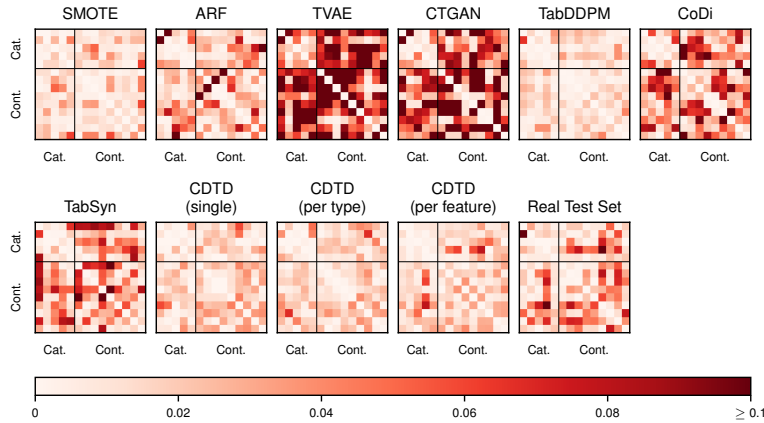 SMOTE ARF TVAE CTGAN TabDDPM CoDi
Cat.
Cont.
Cat. Cont. Cat. Cont. Cat. Cont. Cat. Cont. Cat. Cont. Cat. Cont.
TabSyn CDTD (single) CDTD (per type) CDTD (per feature) Real Test Set
Cat.
Cont.
Cat. Cont. Cat. Cont. Cat. Cont. Cat. Cont. Cat. Cont.
0 0.02 0.04 0.06 0.08 ≥ 0.1